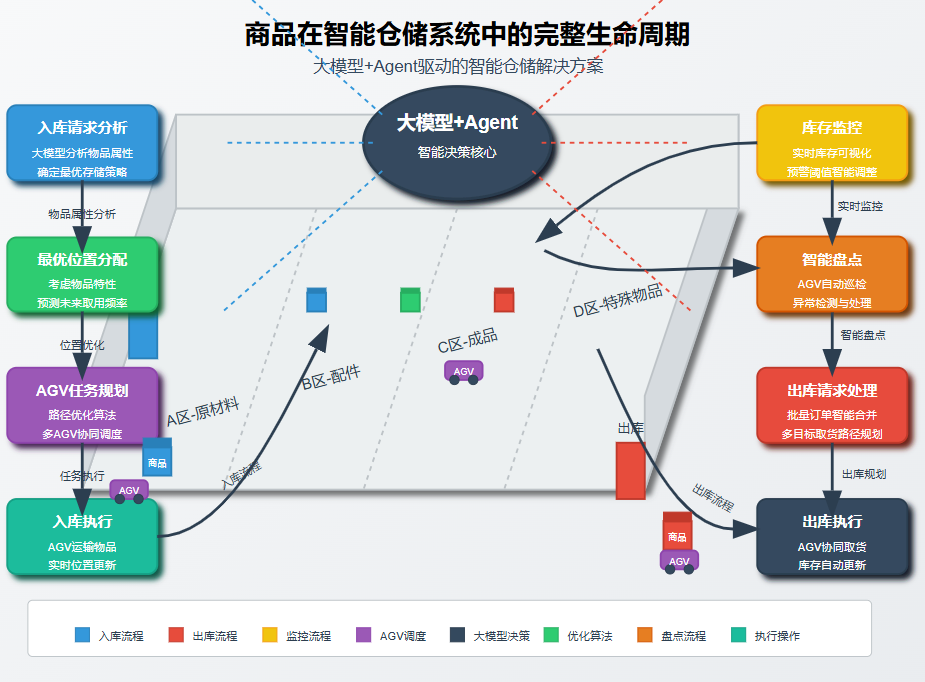 商品在智能仓储系统中的完整生命周期
大模型+Agent驱动的智能仓储解决方案
大模型+Agent
智能决策核心
入库请求分析
大模型分析物品属性
确定最优存储策略
物品属性分析
最优位置分配
考虑物品特性
预测未来取用频率
位置优化
AGV任务规划
路径优化算法
多AGV协同调度
任务执行
入库执行
AGV运输物品
实时位置更新
商品
AGV
入库流程
A区-原材料
B区-配件
C区-成品
AGV
D区-特殊物品
出库
出库流程
商品
AGV
库存监控
实时库存可视化
预警阈值智能调整
实时监控
智能盘点
AGV自动巡检
异常检测与处理
智能盘点
出库请求处理
批量订单智能合并
多目标取货路径规划
出库规划
出库执行
AGV协同取货
库存自动更新
入库流程
出库流程
监控流程
AGV调度
大模型决策
优化算法
盘点流程
执行操作